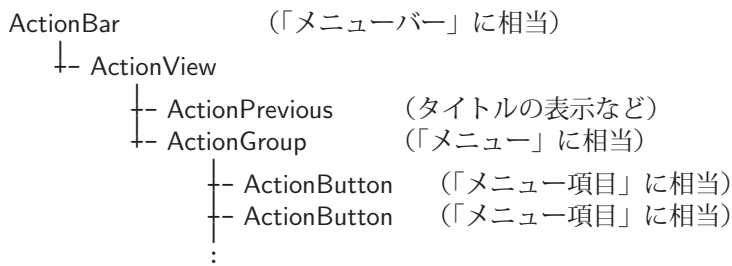 ActionBar （「メニューバー」に相当）
ActionView
ActionPrevious （タイトルの表示など）
ActionGroup （「メニュー」に相当）
ActionButton （「メニュー項目」に相当）
ActionButton （「メニュー項目」に相当）
⋮